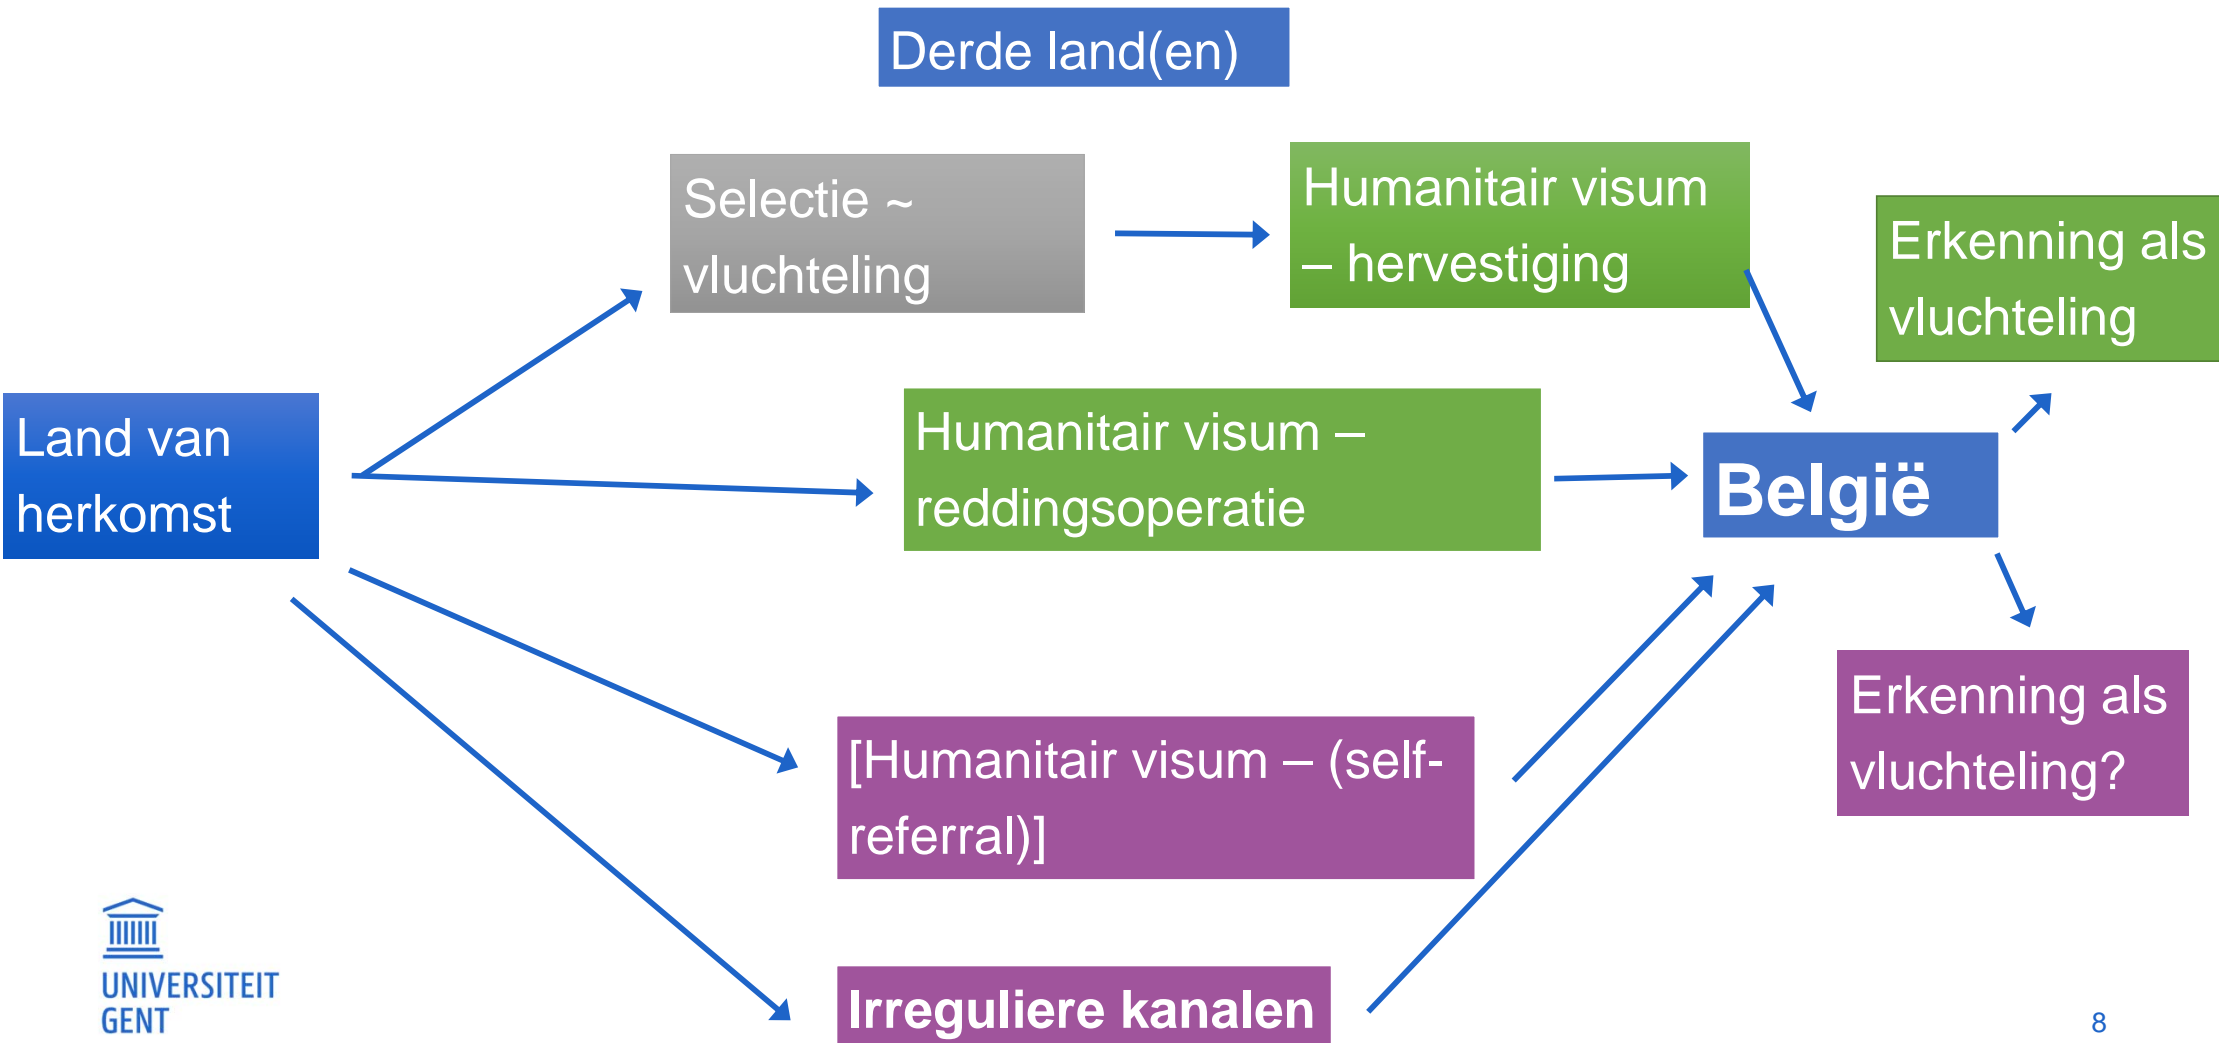 Derde land(en)
Selectie ~
vluchteling
Humanitair visum
– hervestiging
Erkenning als
vluchteling
Land van
herkomst
Humanitair visum –
reddingsoperatie
België
Erkenning als
vluchteling?
[Humanitair visum – (self-
referral)]
Irreguliere kanalen
UNIVERSITEIT
GENT
8